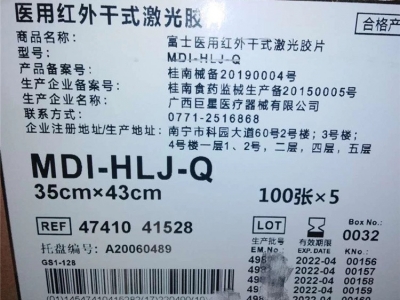 医用红外干式激光胶片
合格产
商品名称： 富士医用红外干式激光胶片
型号： MDI-HLJ-Q
产品备案号： 桂南械备20190004号
生产企业备案号： 桂南食药监械生产备20150005号
生产企业： 广西巨星医疗器械有限公司
联系方式： 0771-2516868
企业注册地址/生产地址： 南宁市科园大道60号2号楼；3号楼；
4号楼一层1、2号，二层，四层，五层
MDI-HLJ-Q
35cm×43cm
100张×5
REF 47410 41528
托盘编号： A20060489
GS1-128
LOT
生产批号
EM.No
有效期限
EXP.DATE
Box No.
0032
KNo
2022-04 00156
2022-04 00157
2022-04 00158
2022-04 00159
2022-04 00160